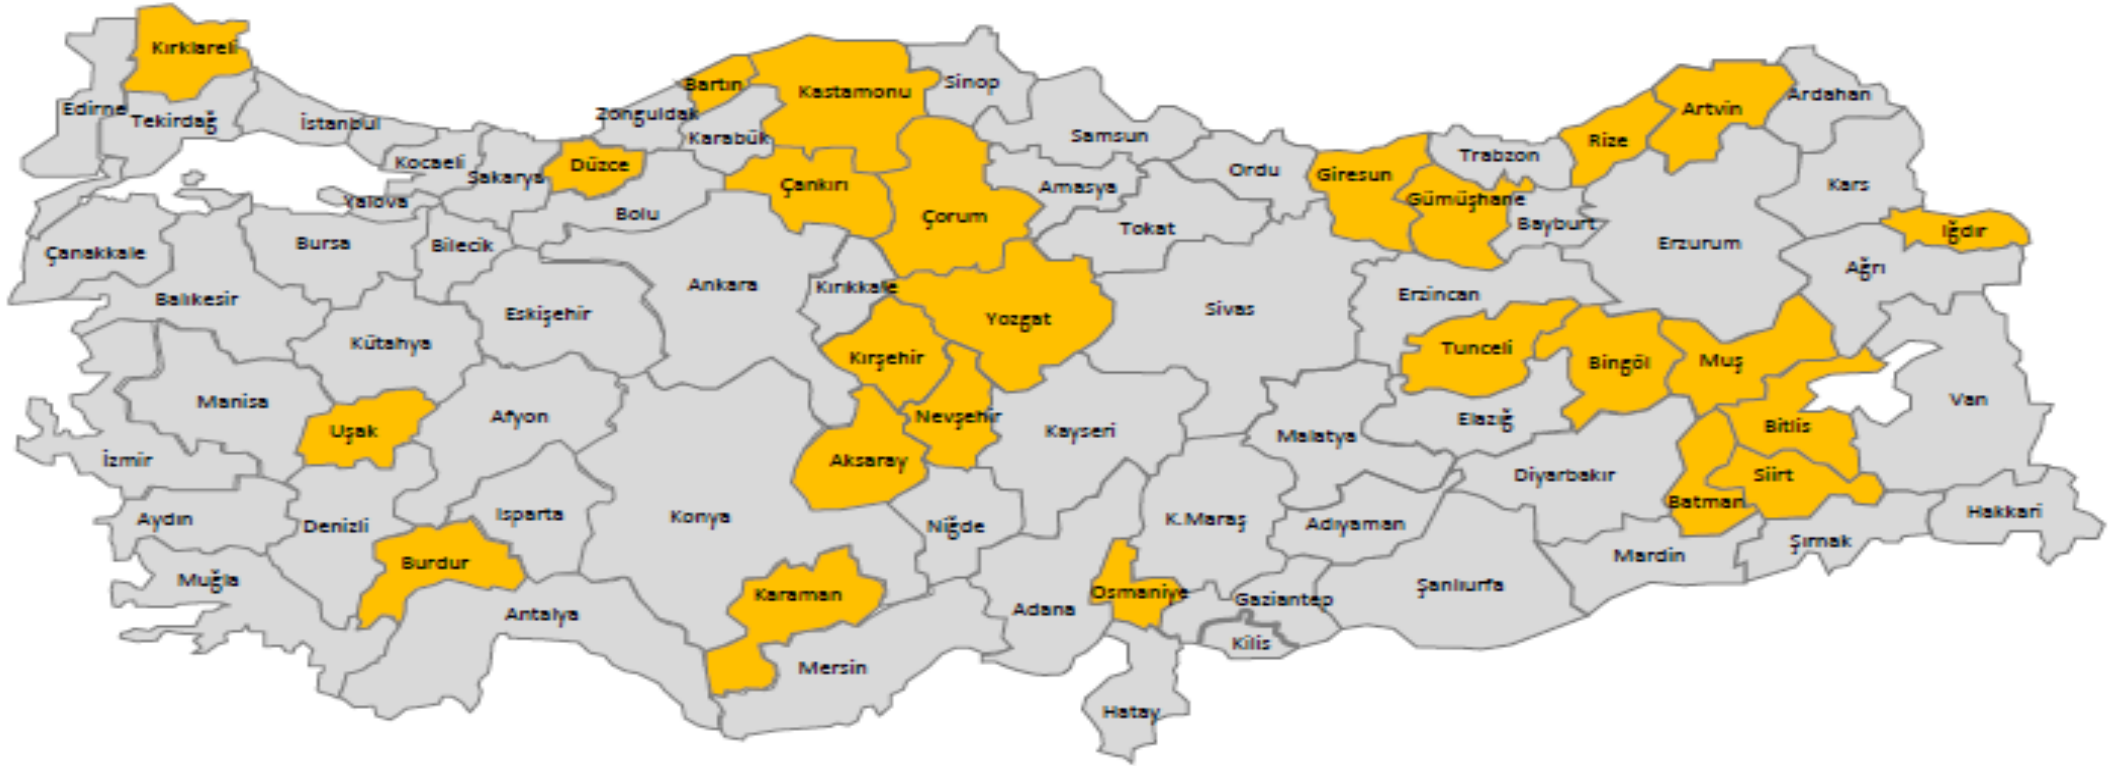 Kırklareli
Edirne
Tekirdağ
İstanbul
Kocaeli
Yalova
Sakarya
Düzce
Zonguldak
Bartın
Karabük
Kastamonu
Sinop
Çankırı
Çorum
Samsun
Amasya
Tokat
Ordu
Giresun
Gümüşhane
Trabzon
Bayburt
Rize
Artvin
Ardahan
Kars
Iğdır
Ağrı
Erzurum
Erzincan
Sivas
Yozgat
Kırıkkale
Ankara
Bolu
Bilecik
Bursa
Çanakkale
Balıkesir
Kütahya
Eskişehir
Kırşehir
Nevşehir
Kayseri
Malatya
Elazığ
Tunceli
Bingöl
Muş
Bitlis
Van
Hakkari
Şırnak
Siirt
Batman
Diyarbakır
Mardin
Şanlıurfa
Adıyaman
K.Maraş
Gaziantep
Kilis
Osmaniye
Hatay
Adana
Niğde
Aksaray
Konya
Karaman
Mersin
Antalya
Isparta
Burdur
Afyon
Uşak
Manisa
İzmir
Aydın
Denizli
Muğla